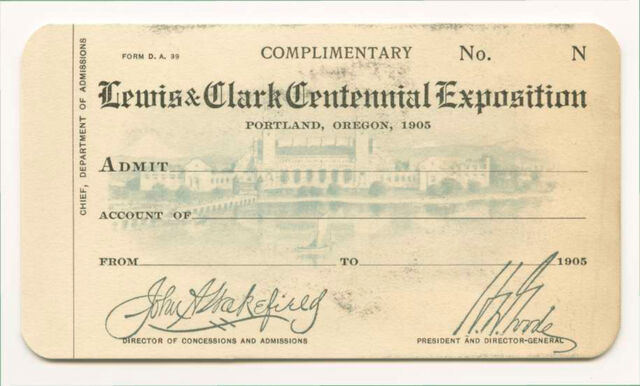 FORM D. A. 39
COMPLIMENTARY No. N
Lewis & Clark Centennial Exposition
PORTLAND, OREGON, 1905
ADMIT
ACCOUNT OF
FROM TO 1905
John A Wakefield
DIRECTOR OF CONCESSIONS AND ADMISSIONS
PRESIDENT AND DIRECTOR-GENERAL
CHIEF, DEPARTMENT OF ADMISSIONS